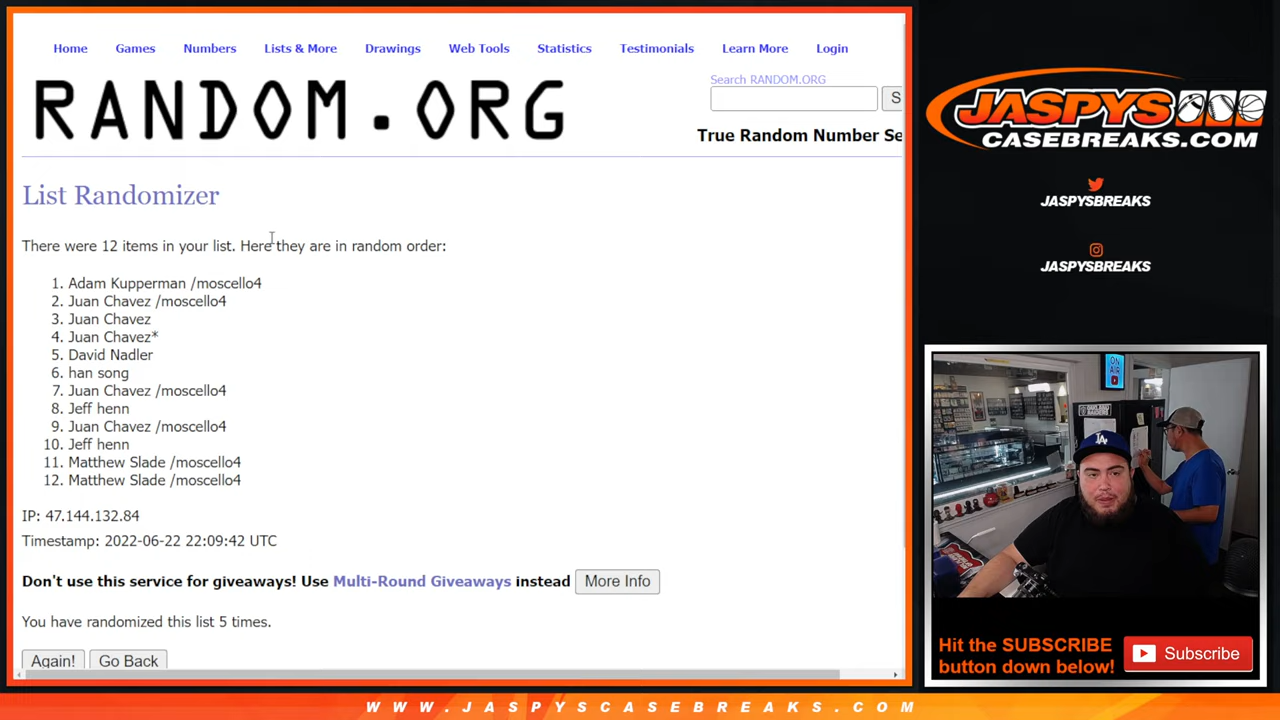 Home Games Numbers Lists & More Drawings Web Tools Statistics Testimonials Learn More Login
Search RANDOM.ORG
RANDOM.ORG
S
True Random Number Se
List Randomizer
There were 12 items in your list. Here they are in random order:
1. Adam Kupperman /moscello4
2. Juan Chavez /moscello4
3. Juan Chavez
4. Juan Chavez*
5. David Nadler
6. han song
7. Juan Chavez /moscello4
8. Jeff henn
9. Juan Chavez /moscello4
10. Jeff henn
11. Matthew Slade /moscello4
12. Matthew Slade /moscello4
IP: 47.144.132.84
Timestamp: 2022-06-22 22:09:42 UTC
Don't use this service for giveaways! Use Multi-Round Giveaways instead More Info
You have randomized this list 5 times.
Again! Go Back
JASPYS
CASEBREAKS.COM
JASPYSBREAKS
JASPYSBREAKS
ON
AIR
LA
Hit the SUBSCRIBE
button down below!
Subscribe
WWW.JASPYSCASEBREAKS.COM